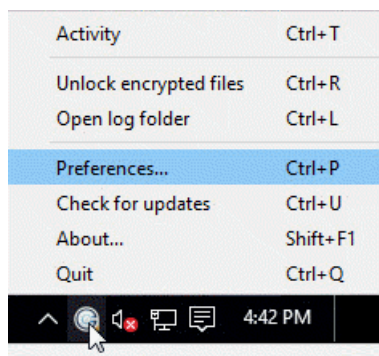 Activity Ctrl+T
Unlock encrypted files Ctrl+R
Open log folder Ctrl+L
Preferences... Ctrl+P
Check for updates Ctrl+U
About... Shift+F1
Quit Ctrl+Q
4:42 PM